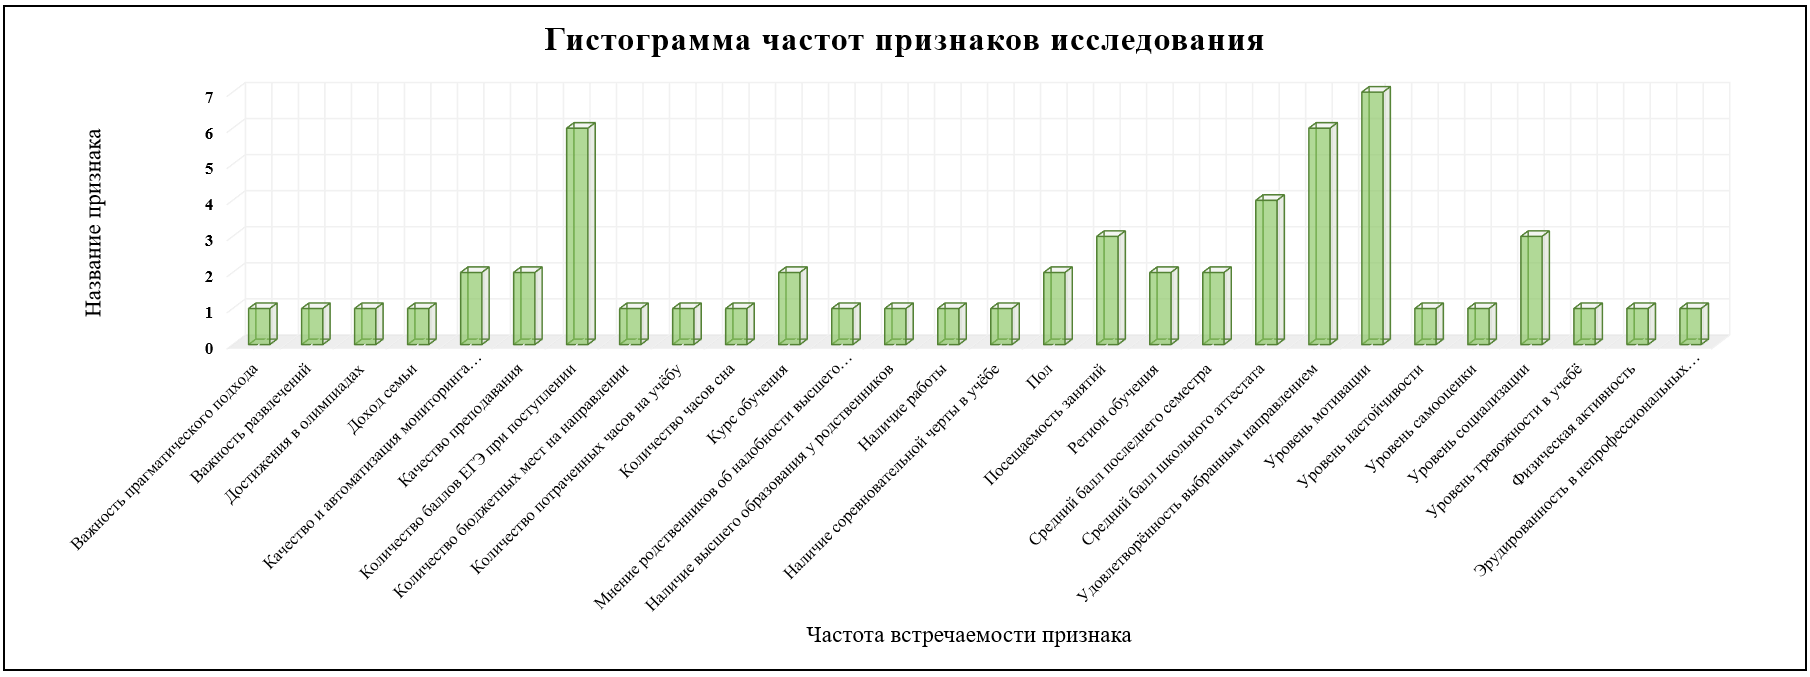 Гистограмма частот признаков исследования
Название признака
7
6
5
4
3
2
1
0
Важность прагматического подхода
Важность развлечений
Достижения в олимпиадах
Доход семьи
Качество и автоматизация мониторинга…
Качество преподавания
Количество баллов ЕГЭ при поступлении
Количество бюджетных мест на направлении
Количество потраченных часов на учёбу
Количество часов сна
Курс обучения
Мнение родственников об надобности высшего…
Наличие высшего образования у родственников
Наличие работы
Наличие соревновательной черты в учёбе
Пол
Посещаемость занятий
Регион обучения
Средний балл последнего семестра
Средний балл школьного аттестата
Удовлетворённость выбранным направлением
Уровень мотивации
Уровень настойчивости
Уровень самооценки
Уровень социализации
Уровень тревожности в учебё
Физическая активность
Эрудированность в непрофессиональных…
Частота встречаемости признака